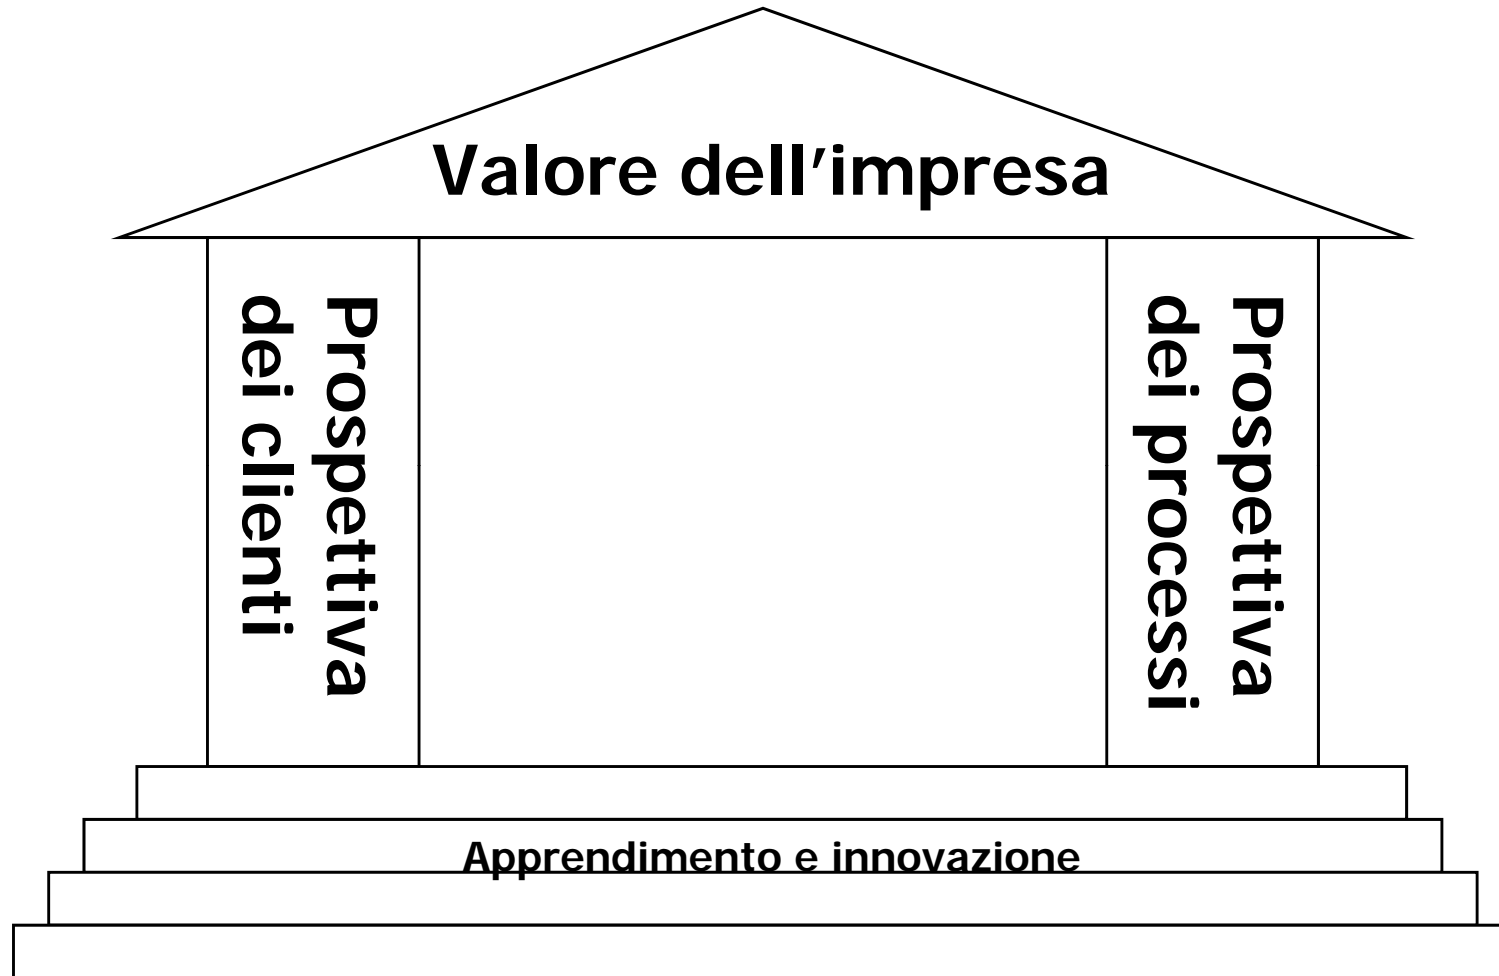 Valore dell’impresa
Prospettiva
dei clienti
Prospettiva
dei processi
Apprendimento e innovazione